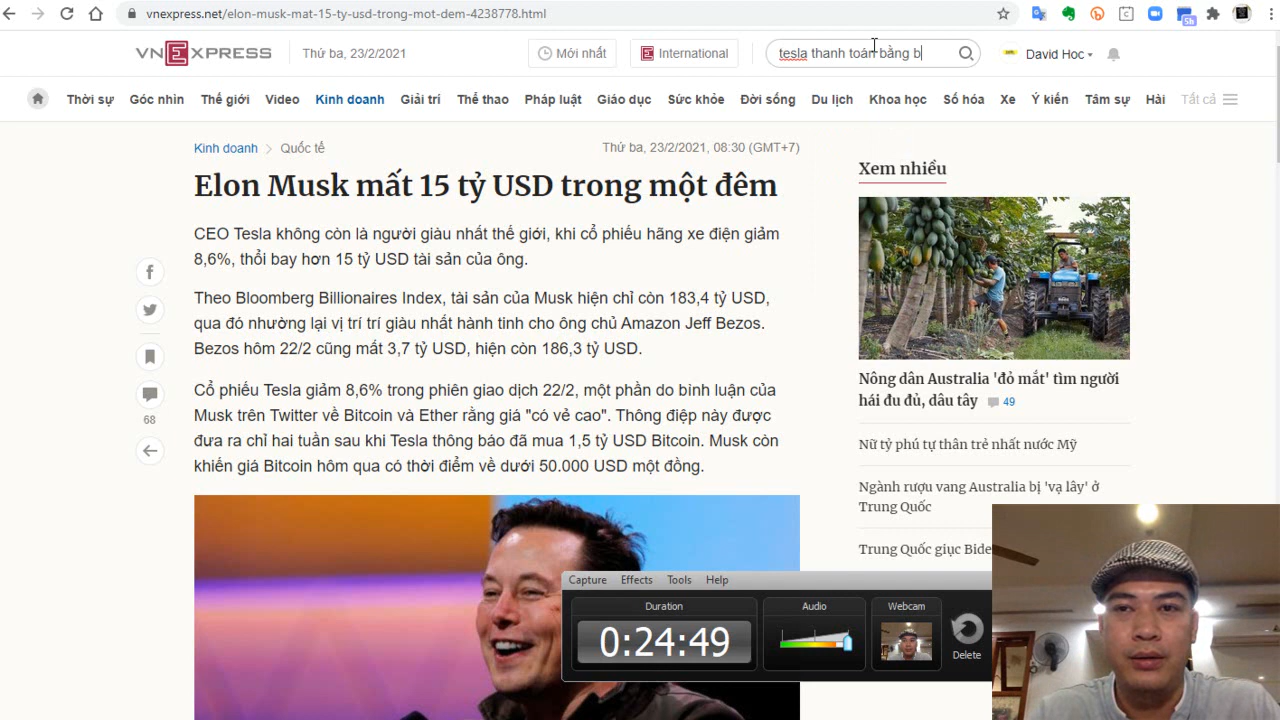 vnexpress.net/elon-musk-mat-15-ty-usd-trong-mot-dem-4238778.html
5h
VNEXPRESS
Thứ ba, 23/2/2021
Mới nhất
E International
tesla thanh toán bằng b
David Hoc
Thời sự Góc nhìn Thế giới Video Kinh doanh Giải trí Thể thao Pháp luật Giáo dục Sức khỏe Đời sống Du lịch Khoa học Số hóa Xe Ý kiến Tâm sự Hài Tất cả
Kinh doanh > Quốc tế
Thứ ba, 23/2/2021, 08:30 (GMT+7)
Elon Musk mất 15 tỷ USD trong một đêm
CEO Tesla không còn là người giàu nhất thế giới, khi cổ phiếu hãng xe điện giảm
8,6%, thổi bay hơn 15 tỷ USD tài sản của ông.
Theo Bloomberg Billionaires Index, tài sản của Musk hiện chỉ còn 183,4 tỷ USD,
qua đó nhường lại vị trí trí giàu nhất hành tinh cho ông chủ Amazon Jeff Bezos.
Bezos hôm 22/2 cũng mất 3,7 tỷ USD, hiện còn 186,3 tỷ USD.
Cổ phiếu Tesla giảm 8,6% trong phiên giao dịch 22/2, một phần do bình luận của
Musk trên Twitter về Bitcoin và Ether rằng giá "có vẻ cao". Thông điệp này được
đưa ra chỉ hai tuần sau khi Tesla thông báo đã mua 1,5 tỷ USD Bitcoin. Musk còn
khiến giá Bitcoin hôm qua có thời điểm về dưới 50.000 USD một đồng.
68
Xem nhiều
Nông dân Australia 'đỏ mắt' tìm người
hái đu đủ, dâu tây 49
Nữ tỷ phú tự thân trẻ nhất nước Mỹ
Ngành rượu vang Australia bị 'vạ lây' ở
Trung Quốc
Trung Quốc giục Bide
Capture Effects Tools Help
Duration
0:24:49
Audio
Webcam
Delete